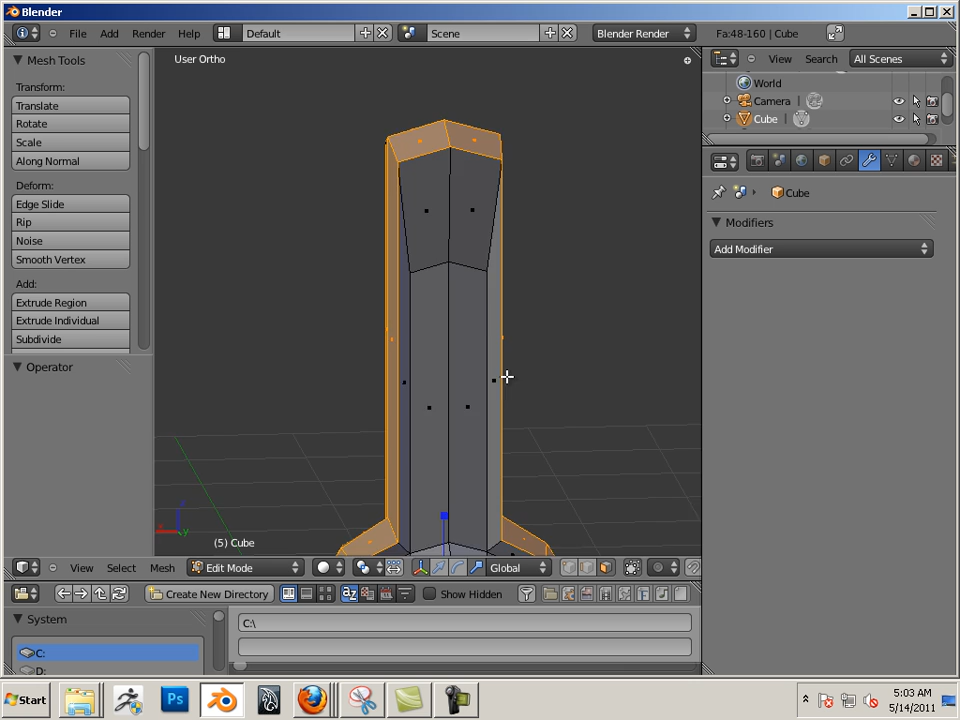 Blender
File Add Render Help Default Scene Blender Render Fa:48-160 | Cube
Mesh Tools
Transform:
Translate
Rotate
Scale
Along Normal
Deform:
Edge Slide
Rip
Noise
Smooth Vertex
Add:
Extrude Region
Extrude Individual
Subdivide
Operator
User Ortho
(5) Cube
View Select Mesh Edit Mode Global
View Search All Scenes
World
Camera
Cube
Cube
Modifiers
Add Modifier
Create New Directory Show Hidden
System
C:
D:
C:\
Start
Ps
5:03 AM
5/14/2011